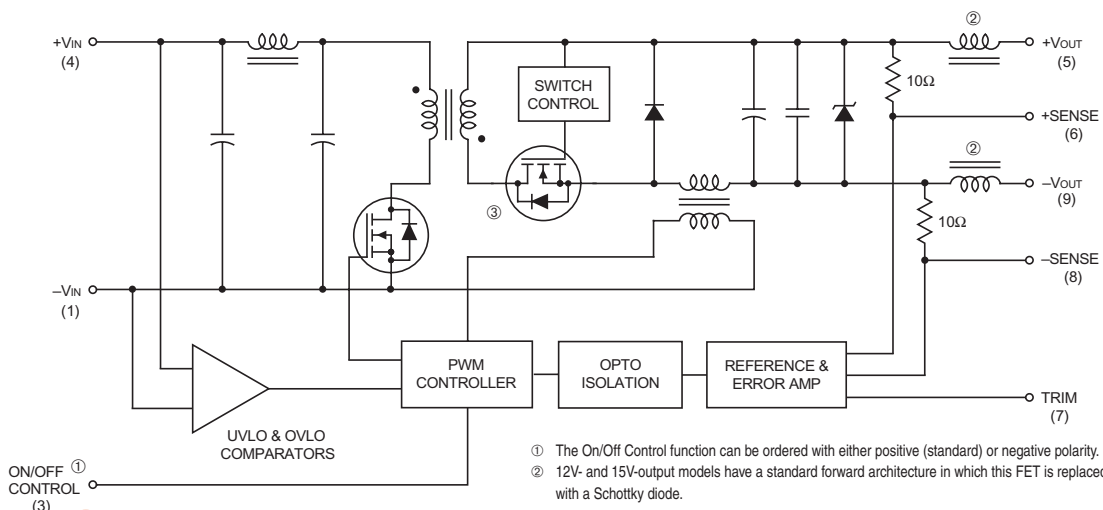 ②
+VIN
(4)
+VOUT
(5)
SWITCH
CONTROL
10Ω
+SENSE
(6)
②
–VOUT
(9)
③
10Ω
–SENSE
(8)
–VIN
(1)
PWM
CONTROLLER
OPTO
ISOLATION
REFERENCE &
ERROR AMP
TRIM
(7)
UVLO & OVLO
COMPARATORS
ON/OFF ①
CONTROL
(3)
① The On/Off Control function can be ordered with either positive (standard) or negative polarity.
② 12V- and 15V-output models have a standard forward architecture in which this FET is replaced
with a Schottky diode.